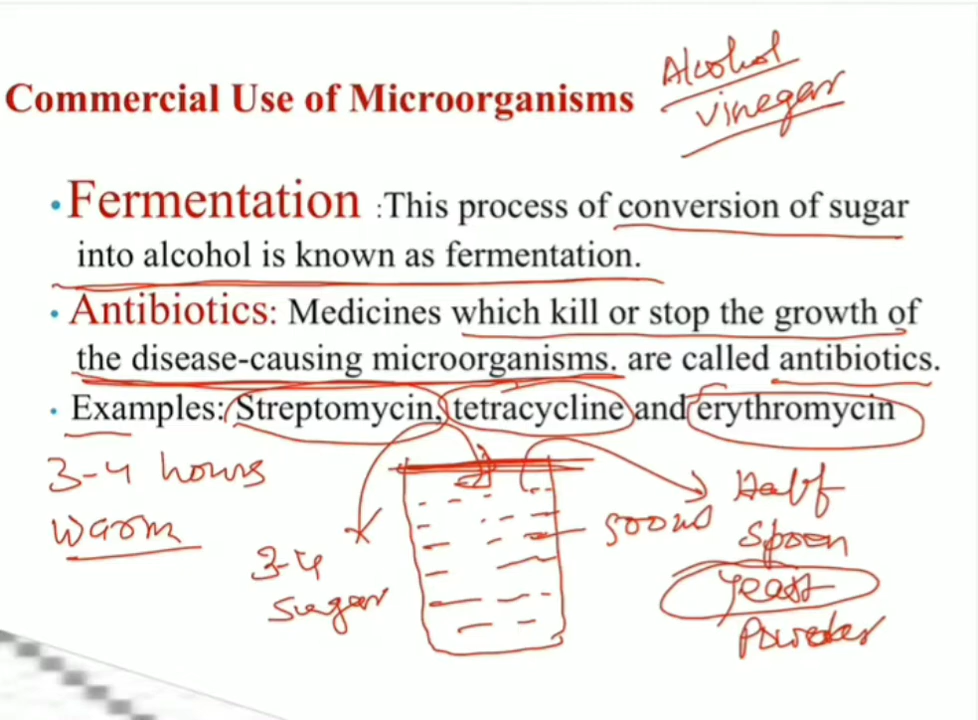 Alcohol
vinegar
Commercial Use of Microorganisms
•Fermentation :This process of conversion of sugar
into alcohol is known as fermentation.
• Antibiotics: Medicines which kill or stop the growth of
the disease-causing microorganisms. are called antibiotics.
• Examples: Streptomycin, tetracycline and erythromycin
3-4 hours
warm
3-4
sugar
500ml
Half
spoon
yeast
Powder